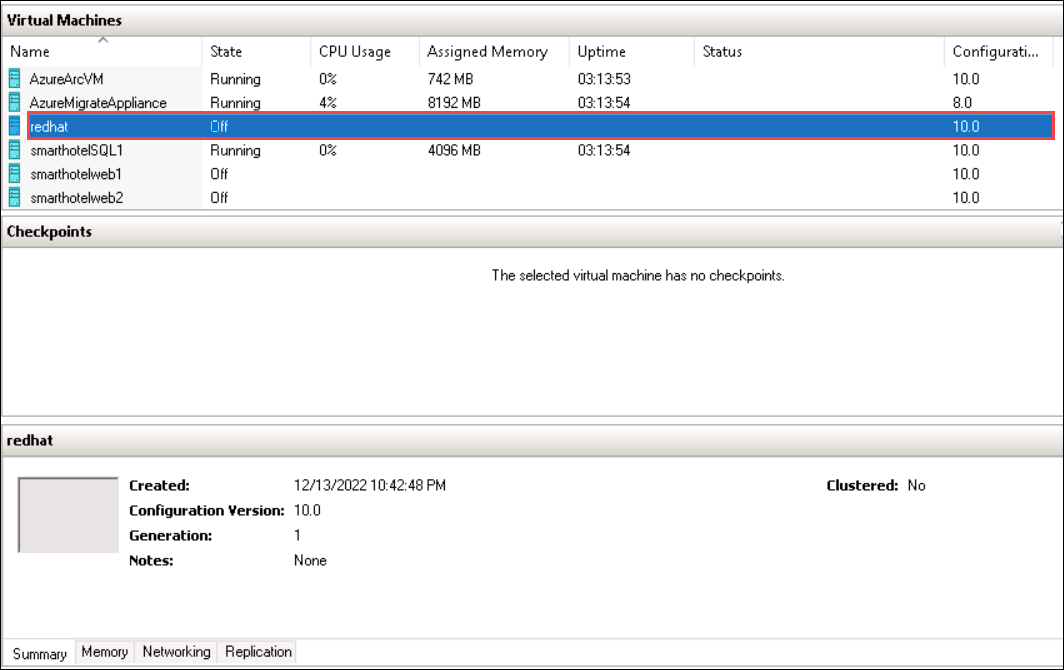 Virtual Machines
Name State CPU Usage Assigned Memory Uptime Status Configurati...
AzureArcVM Running 0% 742 MB 03:13:53 10.0
AzureMigrateAppliance Running 4% 8192 MB 03:13:54 8.0
redhat Off 10.0
smarthotelSQL1 Running 0% 4096 MB 03:13:54 10.0
smarthotelweb1 Off 10.0
smarthotelweb2 Off 10.0
Checkpoints
The selected virtual machine has no checkpoints.
redhat
Created: 12/13/2022 10:42:48 PM Clustered: No
Configuration Version: 10.0
Generation: 1
Notes: None
Summary Memory Networking Replication